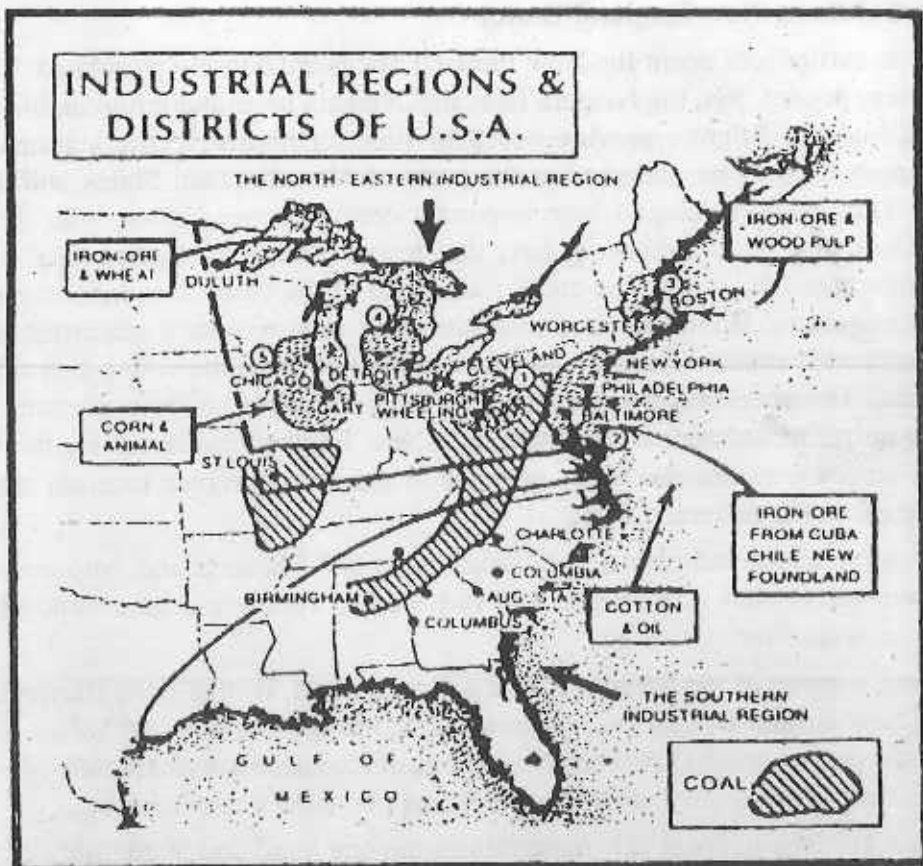 INDUSTRIAL REGIONS &
DISTRICTS OF U.S.A
THE NORTH-EASTERN INDUSTRIAL REGION
IRON-ORE &
WOOD PULP
IRON-ORE
& WHEAT
DULUTH
3
BOSTON
WORCESTER
4
5
CLEVELAND
1
NEW YORK
CHICAGO
DETROIT
PHILADELPHIA
PITTSBURGH
GARY
WHEELING
BALTIMORE
CORN &
ANIMAL
2
ST LOUIS
IRON ORE
FROM CUBA
CHILE NEW
FOUNDLAND
CHARLOTTE
COLUMBIA
COTTON
& OIL
BIRMINGHAM
AUG STA
COLUMBUS
THE SOUTHERN
INDUSTRIAL REGION
GULF OF
MEXICO
COAL